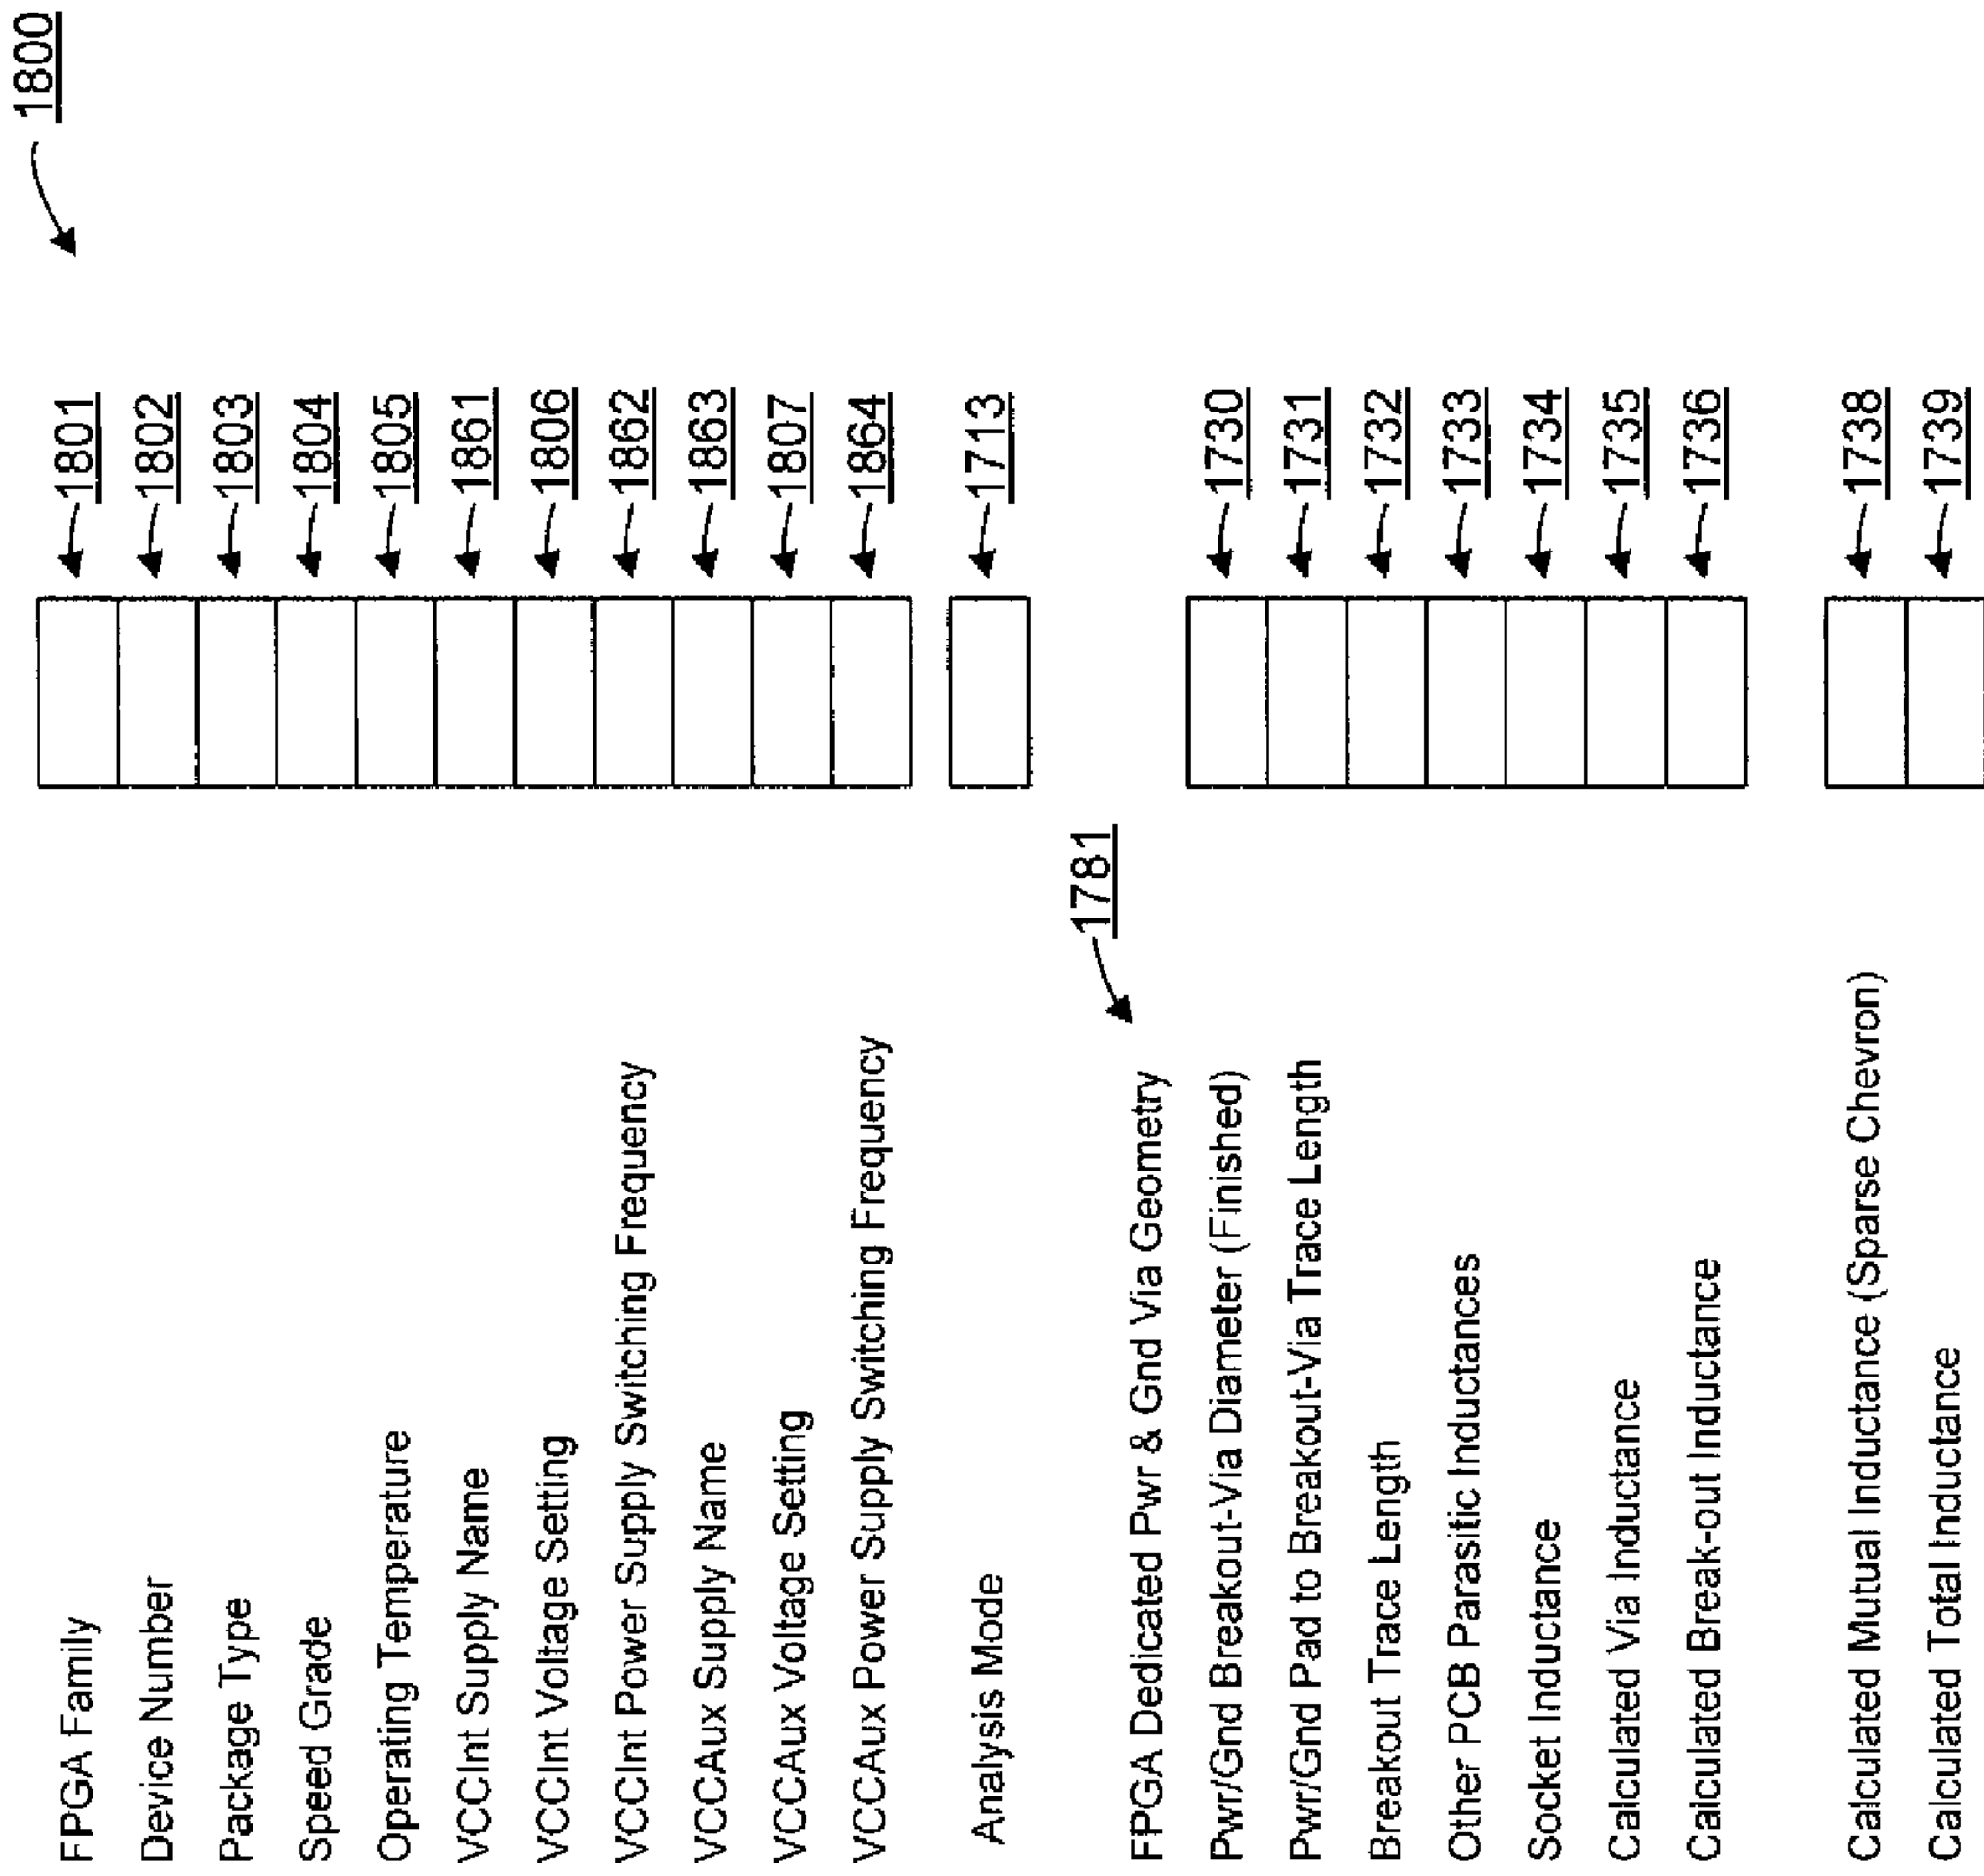 1800
FPGA Family 1801
Device Number 1802
Package Type 1803
Speed Grade 1804
Operating Temperature 1805
VCCInt Supply Name 1861
VCCInt Voltage Setting 1806
VCCInt Power Supply Switching Frequency 1862
VCCAux Supply Name 1863
VCCAux Voltage Setting 1807
VCCAux Power Supply Switching Frequency 1864
Analysis Mode 1713
1781
FPGA Dedicated Pwr & Gnd Via Geometry
Pwr/Gnd Breakout-Via Diameter (Finished) 1730
Pwr/Gnd Pad to Breakout-Via Trace Length 1731
Breakout Trace Length 1732
Other PCB Parasitic Inductances 1733
Socket Inductance 1734
Calculated Via Inductance 1735
Calculated Break-out Inductance 1736
Calculated Mutual Inductance (Sparse Chevron) 1738
Calculated Total Inductance 1739